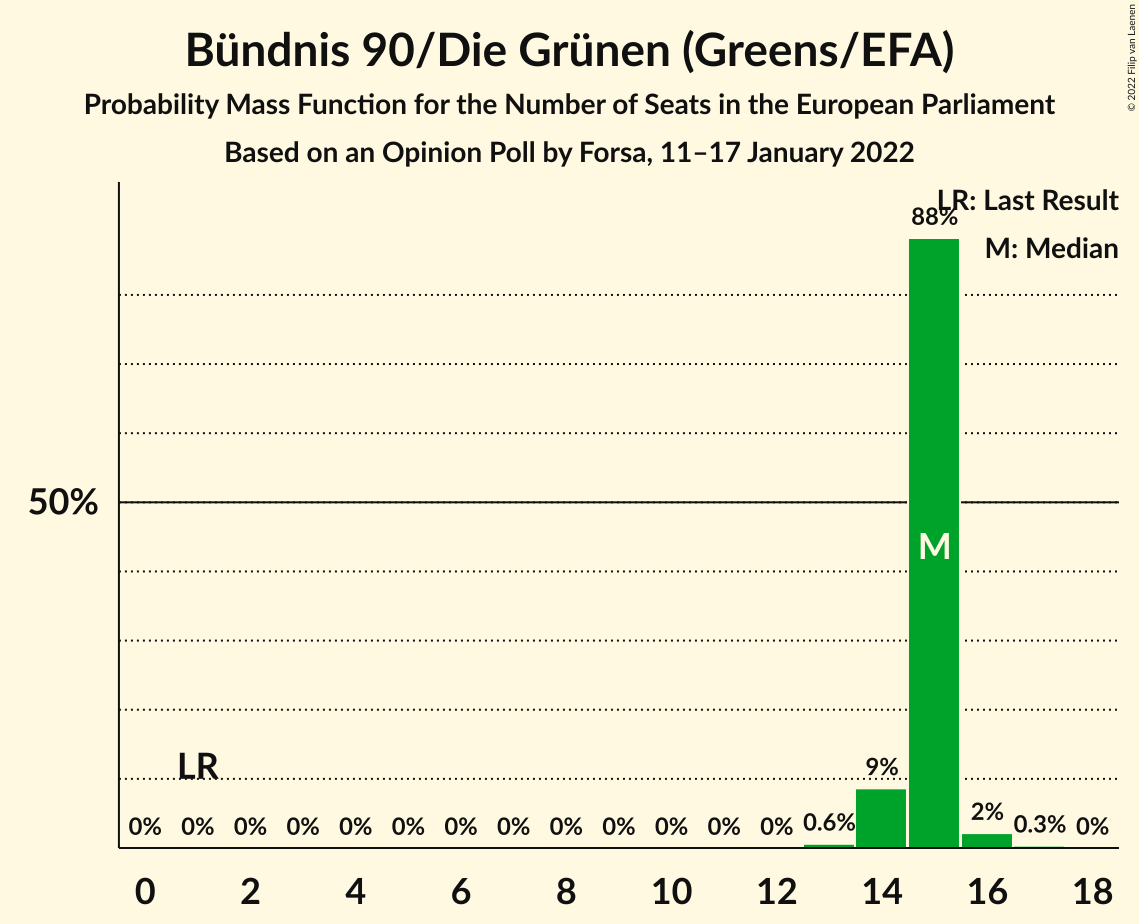 Bündnis 90/Die Grünen (Greens/EFA)
Probability Mass Function for the Number of Seats in the European Parliament
Based on an Opinion Poll by Forsa, 11–17 January 2022
© 2022 Filip van Laenen
LR: Last Result
M: Median
88%
50%
M
LR
9%
0% 0% 0% 0% 0% 0% 0% 0% 0% 0% 0% 0% 0% 0.6% 2% 0.3% 0%
0 2 4 6 8 10 12 14 16 18